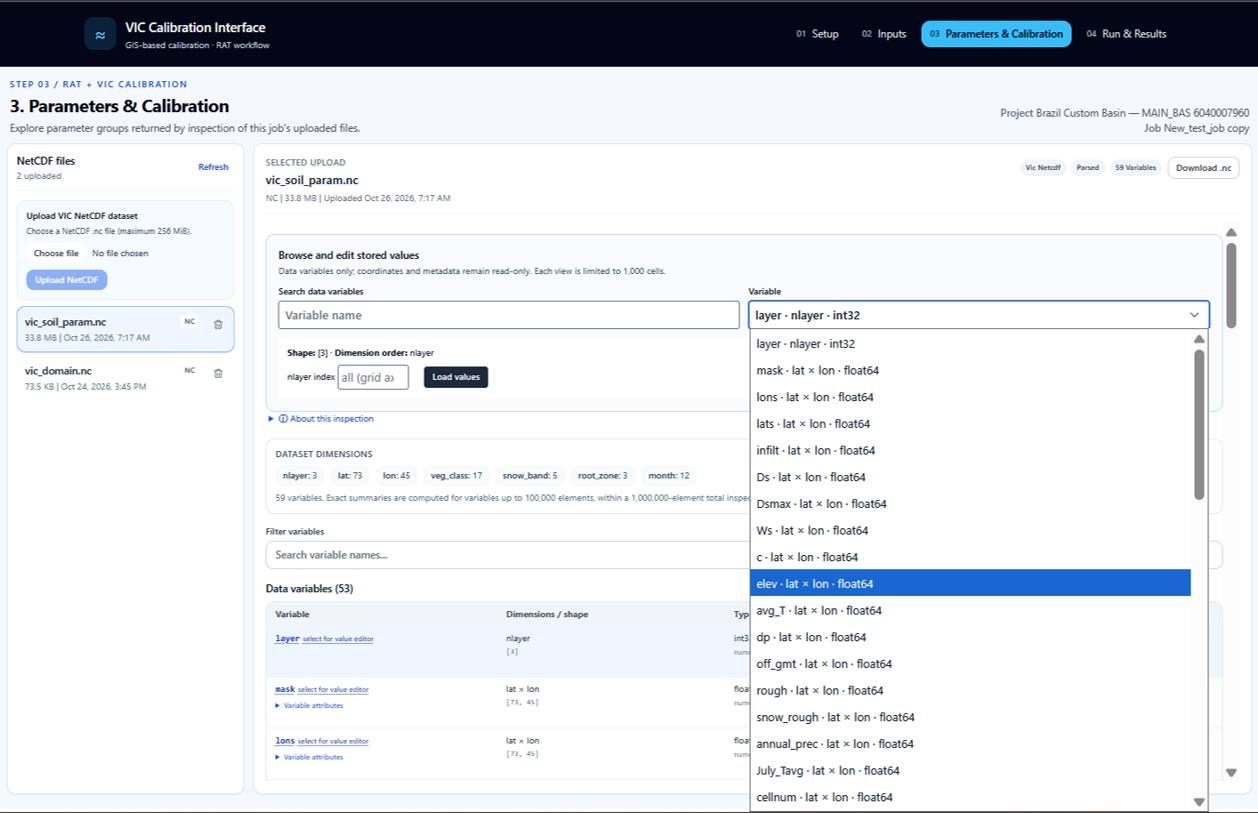 ≈
VIC Calibration Interface
GIS-based calibration · RAT workflow
01 Setup
02 Inputs
03 Parameters & Calibration
04 Run & Results
STEP 03 / RAT + VIC CALIBRATION
3. Parameters & Calibration
Explore parameter groups returned by inspection of this job's uploaded files.
Project Brazil Custom Basin — MAIN_BAS 6040007960
Job New_test_job copy
NetCDF files
2 uploaded
Refresh
Upload VIC NetCDF dataset
Choose a NetCDF .nc file (maximum 256 MiB).
Choose file No file chosen
Upload NetCDF
vic_soil_param.nc NC
33.8 MB | Oct 26, 2026, 7:17 AM
vic_domain.nc NC
73.5 KB | Oct 24, 2026, 3:45 PM
SELECTED UPLOAD
vic_soil_param.nc
NC | 33.8 MB | Uploaded Oct 26, 2026, 7:17 AM
Vic Netcdf
Parsed
59 Variables
Download .nc
Browse and edit stored values
Data variables only; coordinates and metadata remain read-only. Each view is limited to 1,000 cells.
Search data variables
Variable name
Variable
layer · nlayer · int32
Shape: [3] · Dimension order: nlayer
nlayer index all (grid Load values
About this inspection
DATASET DIMENSIONS
nlayer: 3 lat: 73 lon: 45 veg_class: 17 snow_band: 5 root_zone: 3 month: 12
59 variables. Exact summaries are computed for variables up to 100,000 elements, within a 1,000,000-element total
Filter variables
Search variable names...
Data variables (53)
Variable Dimensions / shape
layer select for value editor nlayer
[3]
mask select for value editor lat × lon
Variable attributes [73, 45]
lons select for value editor lat × lon
Variable attributes [73, 45]
layer · nlayer · int32
mask · lat × lon · float64
lons · lat × lon · float64
lats · lat × lon · float64
infilt · lat × lon · float64
Ds · lat × lon · float64
Dsmax · lat × lon · float64
Ws · lat × lon · float64
c · lat × lon · float64
elev · lat × lon · float64
avg_T · lat × lon · float64
dp · lat × lon · float64
off_gmt · lat × lon · float64
rough · lat × lon · float64
snow_rough · lat × lon · float64
annual_prec · lat × lon · float64
July_Tavg · lat × lon · float64
cellnum · lat × lon · float64